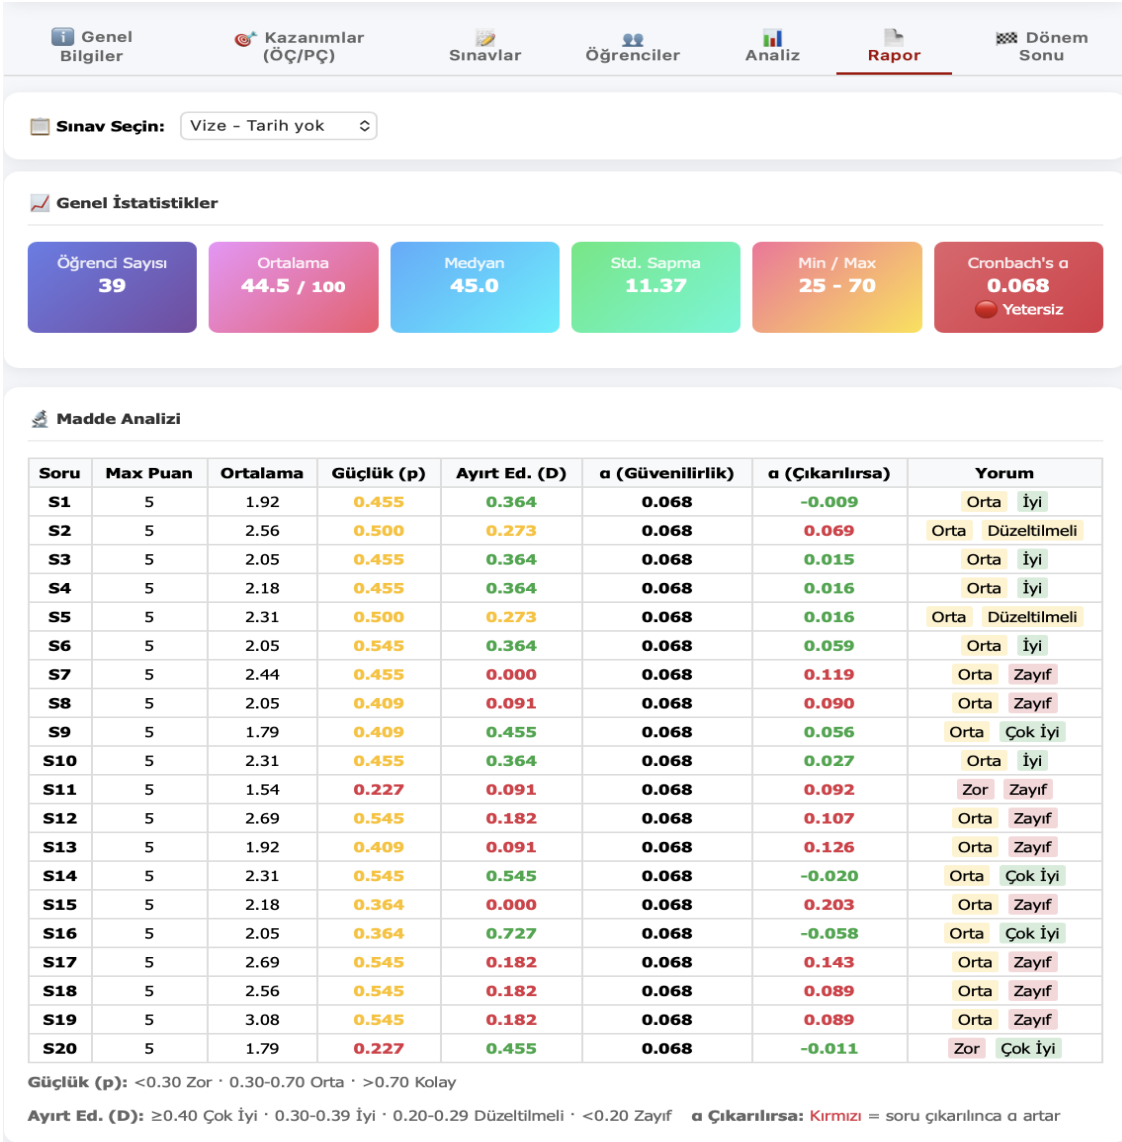 Genel Bilgiler
Kazanımlar (ÖÇ/PÇ)
Sınavlar
Öğrenciler
Analiz
Rapor
Dönem Sonu
Sınav Seçin: Vize - Tarih yok
Genel İstatistikler
Öğrenci Sayısı
39
Ortalama
44.5 / 100
Medyan
45.0
Std. Sapma
11.37
Min / Max
25 - 70
Cronbach's α
0.068
Yetersiz
Madde Analizi
Soru Max Puan Ortalama Güçlük (p) Ayırt Ed. (D) α (Güvenilirlik) α (Çıkarılırsa) Yorum
S1 5 1.92 0.455 0.364 0.068 -0.009 Orta İyi
S2 5 2.56 0.500 0.273 0.068 0.069 Orta Düzeltilmeli
S3 5 2.05 0.455 0.364 0.068 0.015 Orta İyi
S4 5 2.18 0.455 0.364 0.068 0.016 Orta İyi
S5 5 2.31 0.500 0.273 0.068 0.016 Orta Düzeltilmeli
S6 5 2.05 0.545 0.364 0.068 0.059 Orta İyi
S7 5 2.44 0.455 0.000 0.068 0.119 Orta Zayıf
S8 5 2.05 0.409 0.091 0.068 0.090 Orta Zayıf
S9 5 1.79 0.409 0.455 0.068 0.056 Orta Çok İyi
S10 5 2.31 0.455 0.364 0.068 0.027 Orta İyi
S11 5 1.54 0.227 0.091 0.068 0.092 Zor Zayıf
S12 5 2.69 0.545 0.182 0.068 0.107 Orta Zayıf
S13 5 1.92 0.409 0.091 0.068 0.126 Orta Zayıf
S14 5 2.31 0.545 0.545 0.068 -0.020 Orta Çok İyi
S15 5 2.18 0.364 0.000 0.068 0.203 Orta Zayıf
S16 5 2.05 0.364 0.727 0.068 -0.058 Orta Çok İyi
S17 5 2.69 0.545 0.182 0.068 0.143 Orta Zayıf
S18 5 2.56 0.545 0.182 0.068 0.089 Orta Zayıf
S19 5 3.08 0.545 0.182 0.068 0.089 Orta Zayıf
S20 5 1.79 0.227 0.455 0.068 -0.011 Zor Çok İyi
Güçlük (p): <0.30 Zor · 0.30-0.70 Orta · >0.70 Kolay
Ayırt Ed. (D): ≥0.40 Çok İyi · 0.30-0.39 İyi · 0.20-0.29 Düzeltilmeli · <0.20 Zayıf α Çıkarılırsa: Kırmızı = soru çıkarılınca α artar